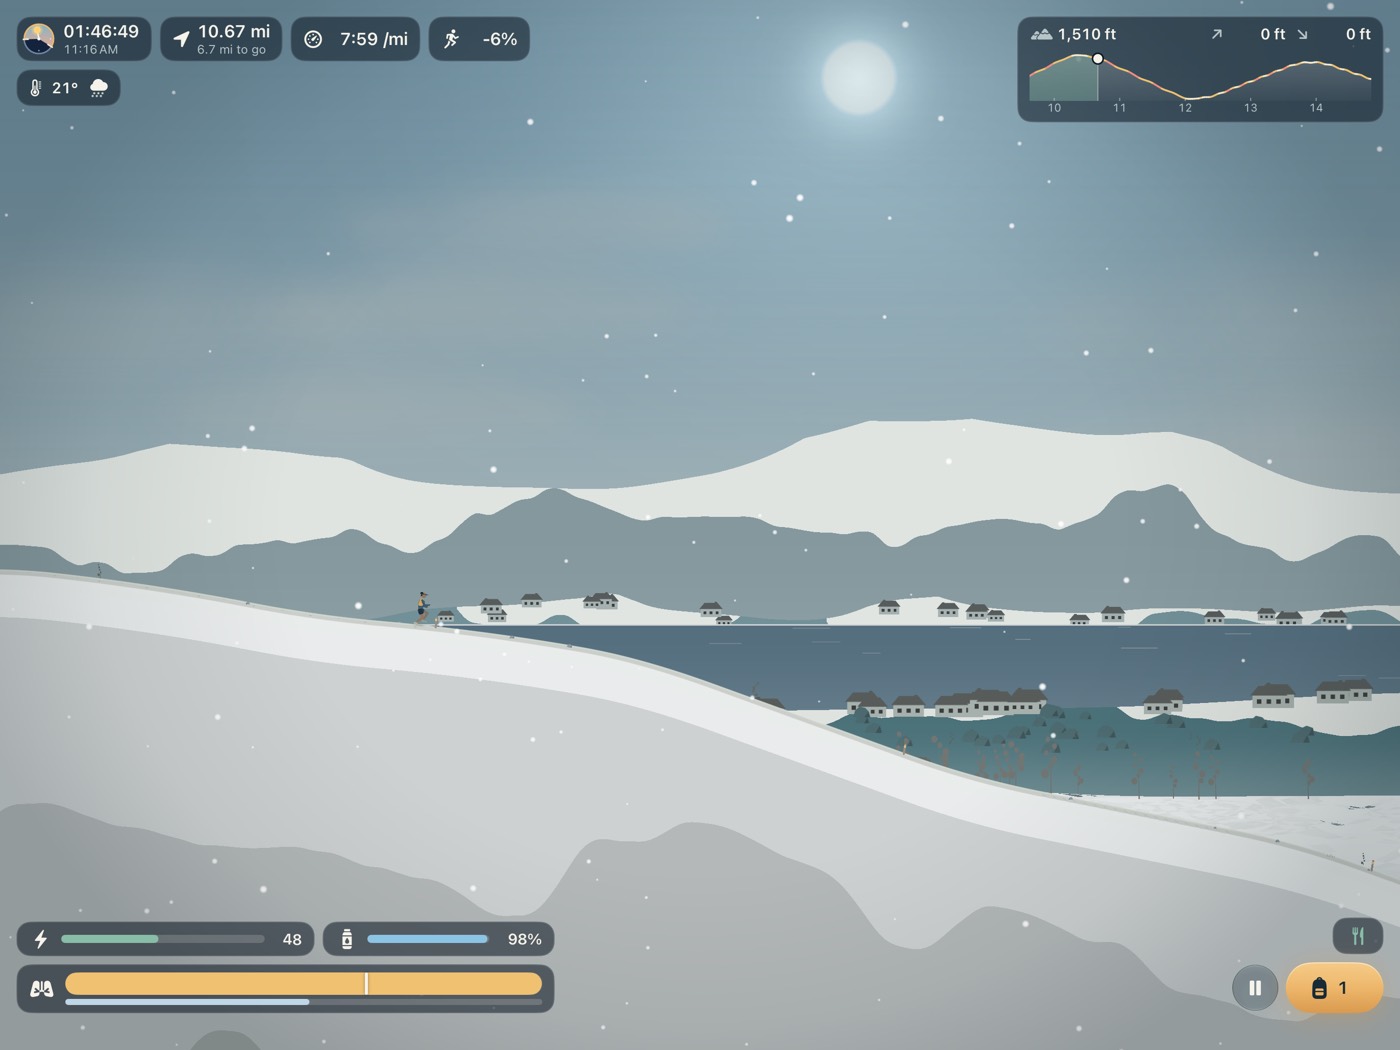 01:46:49
11:16 AM
10.67 mi
6.7 mi to go
7:59 /mi
-6%
21°
1,510 ft
0 ft
0 ft
10 11 12 13 14
48
98%
1